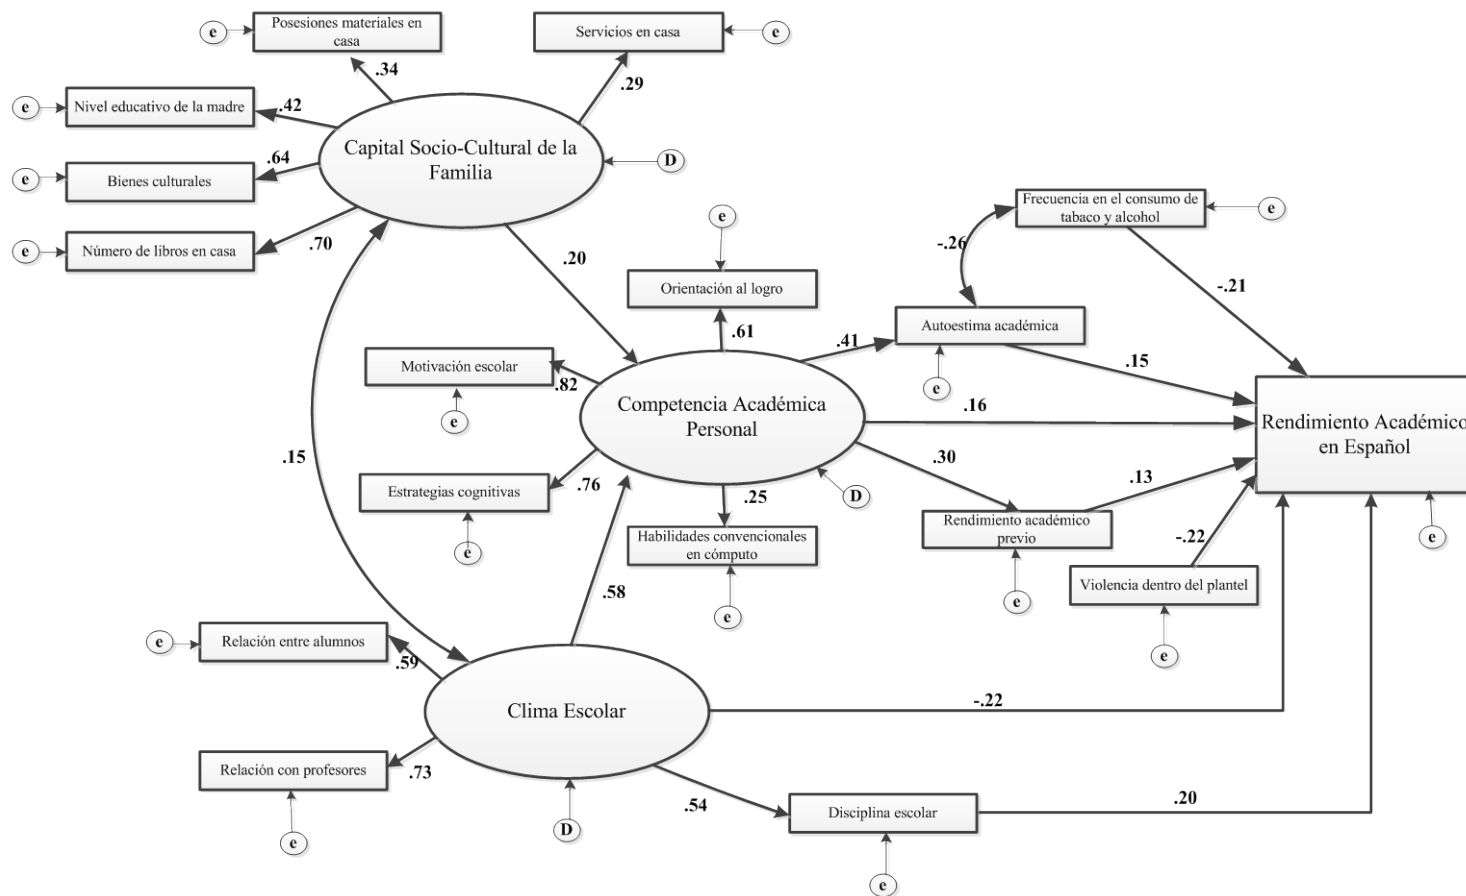 Posesiones materiales en
casa
e
Servicios en casa
e
.34
.29
e
Nivel educativo de la madre
.42
Capital Socio-Cultural de la
Familia
D
e
Bienes culturales
.64
e
Número de libros en casa
.70
.20
e
Orientación al logro
.61
Frecuencia en el consumo de
tabaco y alcohol
e
-.26
-.21
Autoestima académica
e
.41
.15
Motivación escolar
e
.82
Competencia Académica
Personal
D
.16
Rendimiento Académico
en Español
e
.15
Estrategias cognitivas
e
.76
.25
Habilidades convencionales
en cómputo
e
.30
.13
Rendimiento académico
previo
e
-.22
Violencia dentro del plantel
e
.58
e
Relación entre alumnos
.59
Clima Escolar
D
-.22
Relación con profesores
e
.73
.54
Disciplina escolar
e
.20